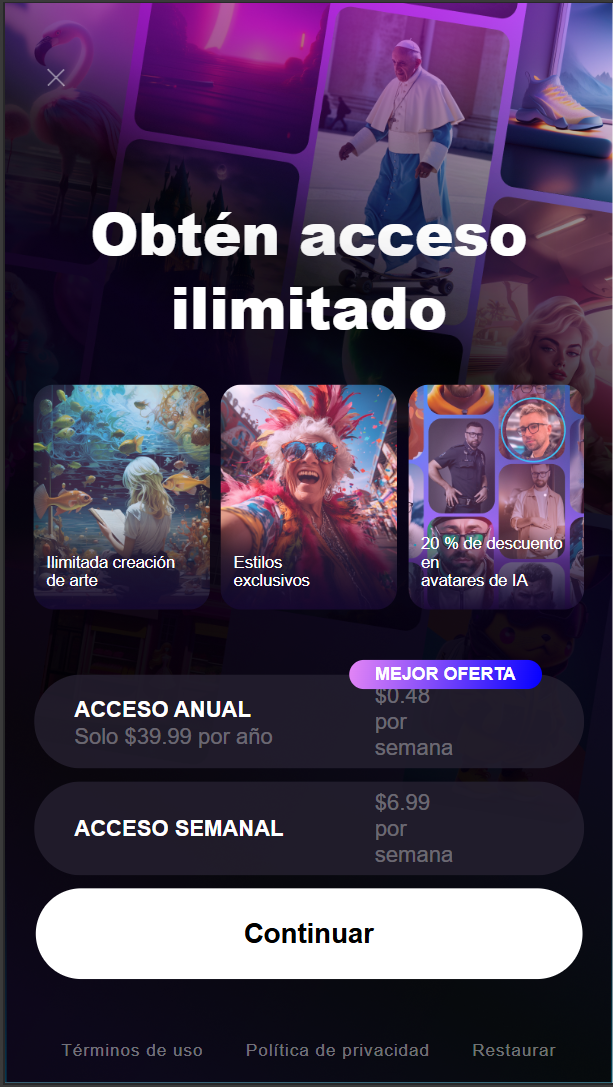 Obtén acceso
ilimitado
Ilimitada creación
de arte
Estilos
exclusivos
20 % de descuento
en
avatares de IA
MEJOR OFERTA
ACCESO ANUAL
Solo $39.99 por año
$0.48
por
semana
ACCESO SEMANAL
$6.99
por
semana
Continuar
Términos de uso
Política de privacidad
Restaurar